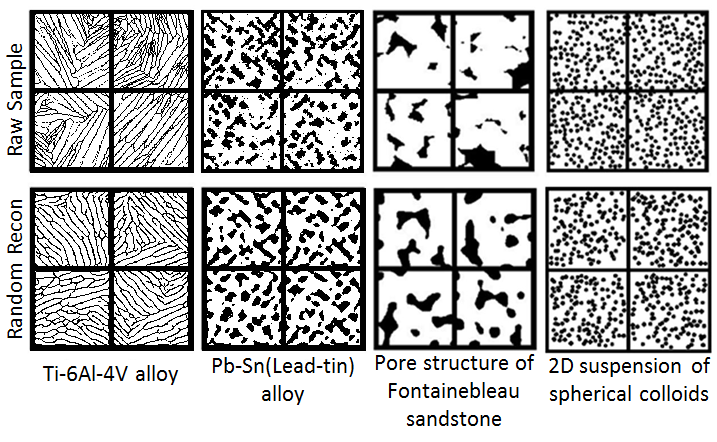 Raw Sample
Random Recon
Ti-6Al-4V alloy
Pb-Sn(Lead-tin)
alloy
Pore structure of
Fontainebleau
sandstone
2D suspension of
spherical colloids